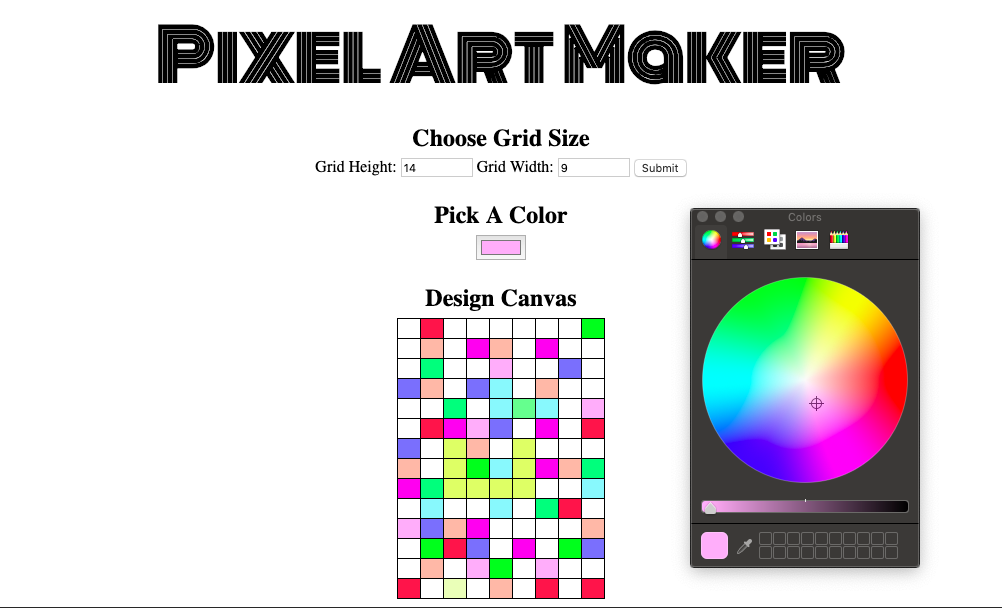 Pixel Art Maker
Choose Grid Size
Grid Height: 14 Grid Width: 9 Submit
Pick A Color
Colors
Design Canvas